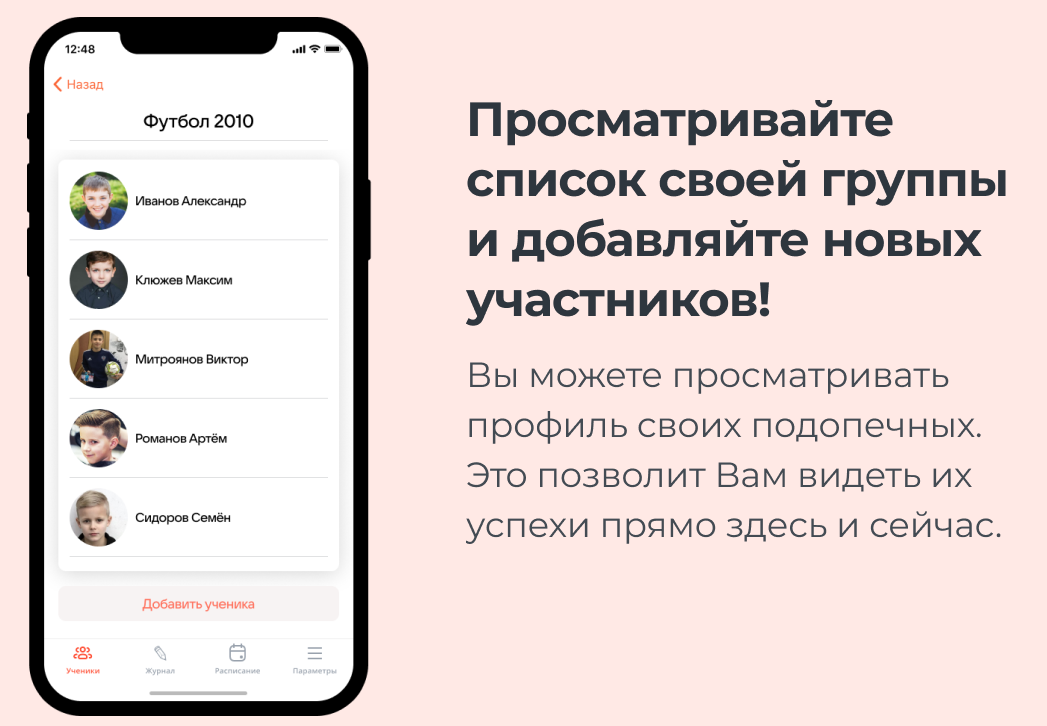 12:48
Назад
Футбол 2010
Иванов Александр
Клюжев Максим
Митроянов Виктор
Романов Артём
Сидоров Семён
Добавить ученика
Ученики
Журнал
Расписание
Параметры
Просматривайте
список своей группы
и добавляйте новых
участников!
Вы можете просматривать
профиль своих подопечных.
Это позволит Вам видеть их
успехи прямо здесь и сейчас.